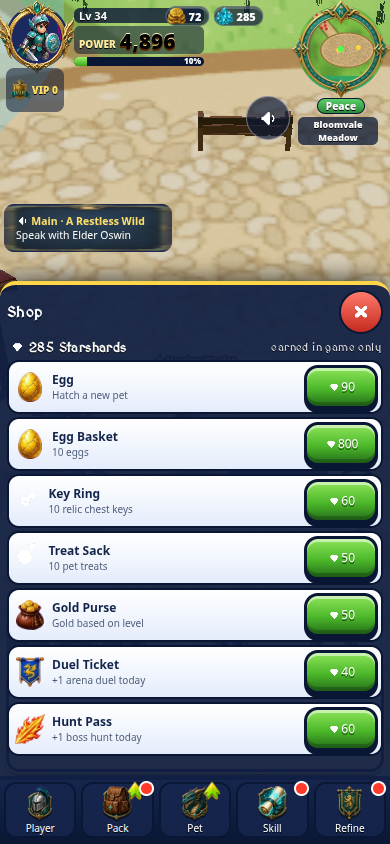 Lv 34
72
285
POWER 4,896
10%
VIP 0
Peace
Bloomvale
Meadow
Main · A Restless Wild
Speak with Elder Oswin
Shop
285 Starshards
earned in game only
Egg
Hatch a new pet
90
Egg Basket
10 eggs
800
Key Ring
10 relic chest keys
60
Treat Sack
10 pet treats
50
Gold Purse
Gold based on level
50
Duel Ticket
+1 arena duel today
40
Hunt Pass
+1 boss hunt today
60
Player
Pack
Pet
Skill
Refine